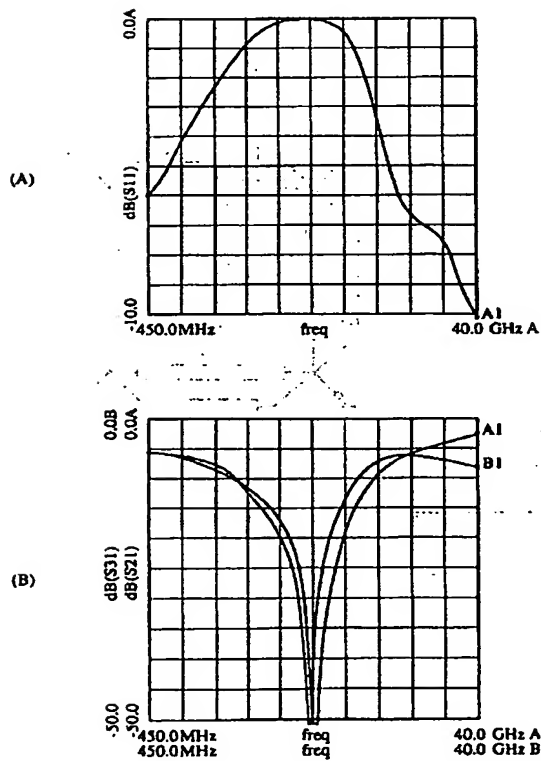 (A)
0.0A
dB(S11)
-10.0
450.0MHz freq 40.0 GHz A
A1
(B)
0.0B
0.0A
dB(S31)
dB(S21)
-50.0
-50.0
A1
B1
450.0MHz freq 40.0 GHz A
450.0MHz freq 40.0 GHz B